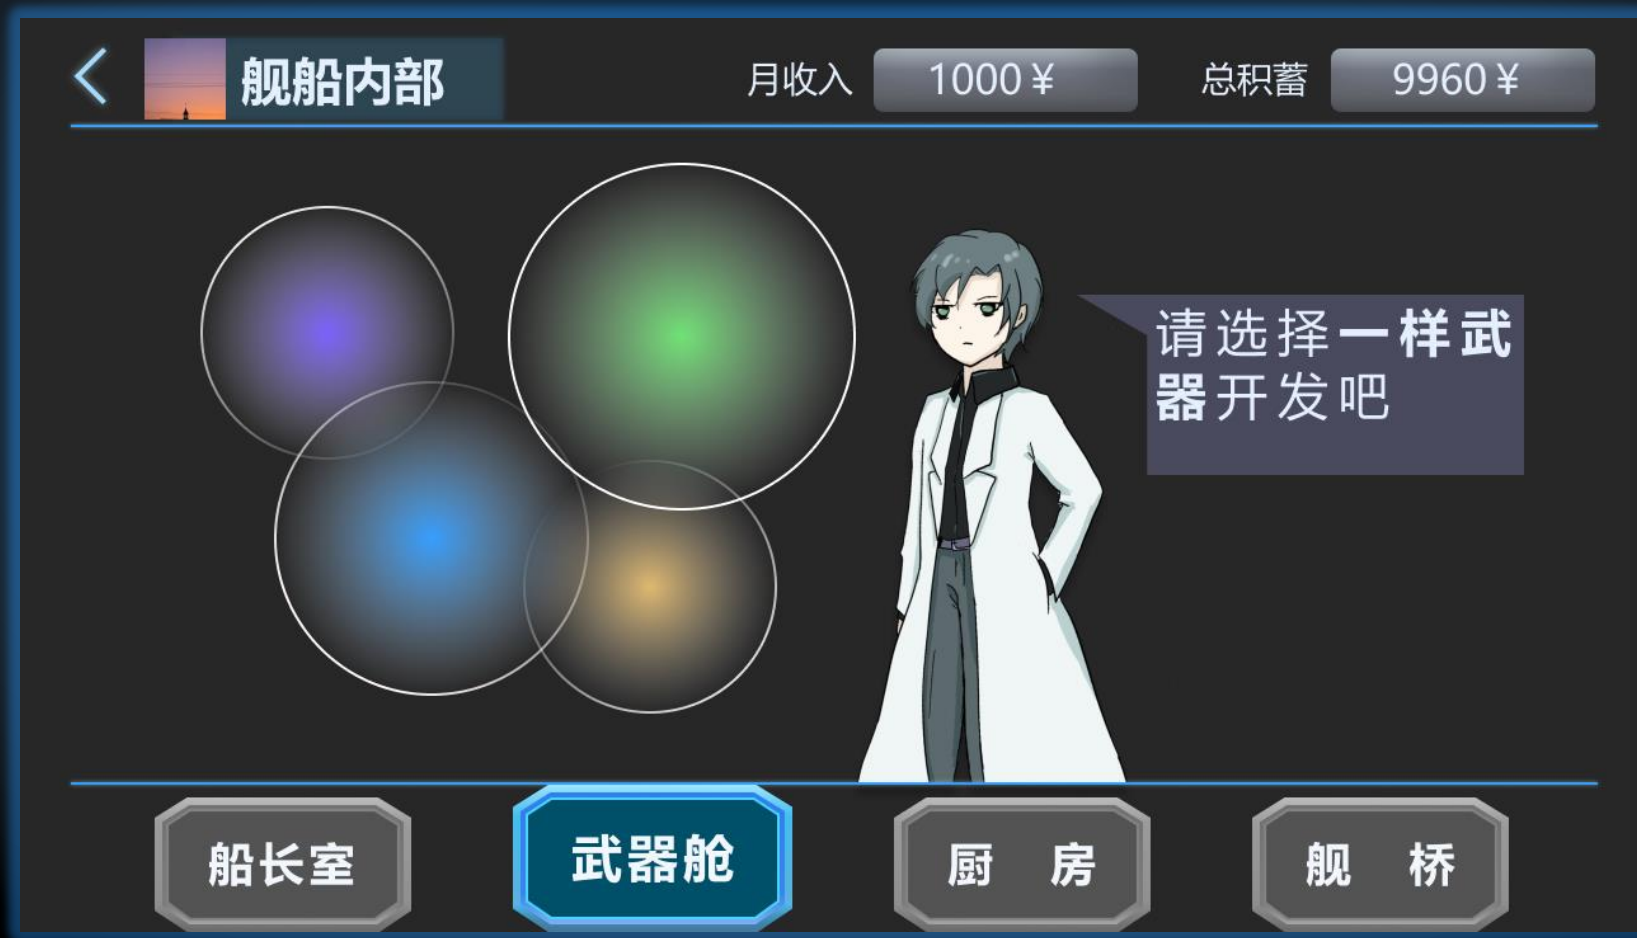 舰船内部
月收入 1000￥
总积蓄 9960￥
请选择一样武
器开发吧
船长室
武器舱
厨 房
舰 桥